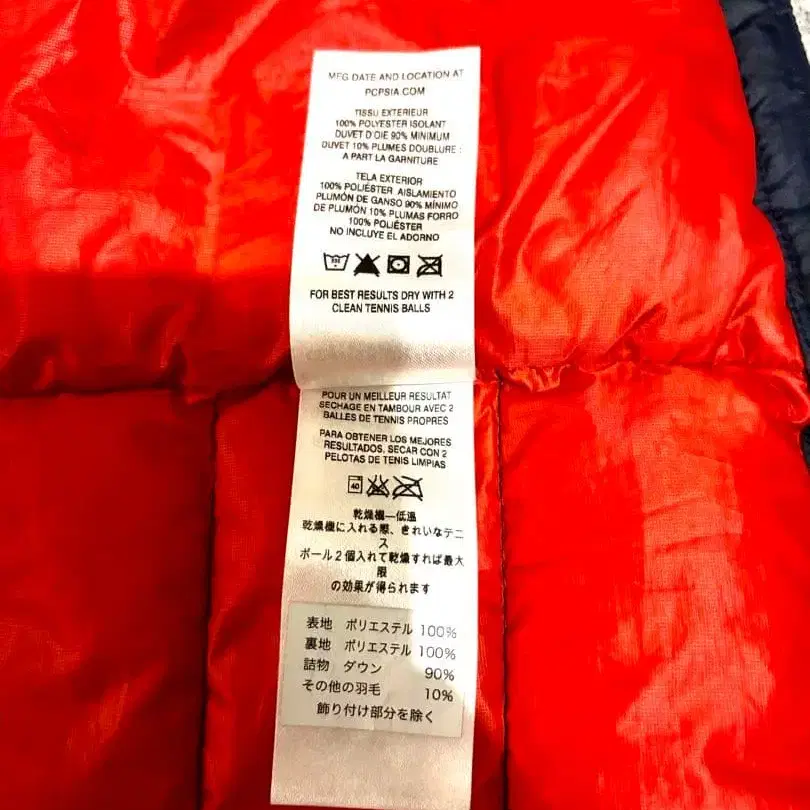 MFG DATE AND LOCATION AT
PCPSIA.COM
TISSU EXTERIEUR
100% POLYESTER ISOLANT
DUVET D'OIE 90% MINIMUM
DUVET 10% PLUMES DOUBLURE :
A PART LA GARNITURE
TELA EXTERIOR
100% POLIÉSTER AISLAMIENTO
PLUMÓN DE GANSO 90% MÍNIMO
DE PLUMÓN 10% PLUMAS FORRO
100% POLIÉSTER
NO INCLUYE EL ADORNO
FOR BEST RESULTS DRY WITH 2
CLEAN TENNIS BALLS
POUR UN MEILLEUR RESULTAT
SECHAGE EN TAMBOUR AVEC 2
BALLES DE TENNIS PROPRES
PARA OBTENER LOS MEJORES
RESULTADOS, SECAR CON 2
PELOTAS DE TENIS LIMPIAS
40
乾燥機—低温
乾燥機に入れる際、きれいなテニ
ス
ボール2個入れて乾燥すれば最大
限
の効果が得られます
表地 ポリエステル 100%
裏地 ポリエステル 100%
詰物 ダウン 90%
その他の羽毛 10%
飾り付け部分を除く